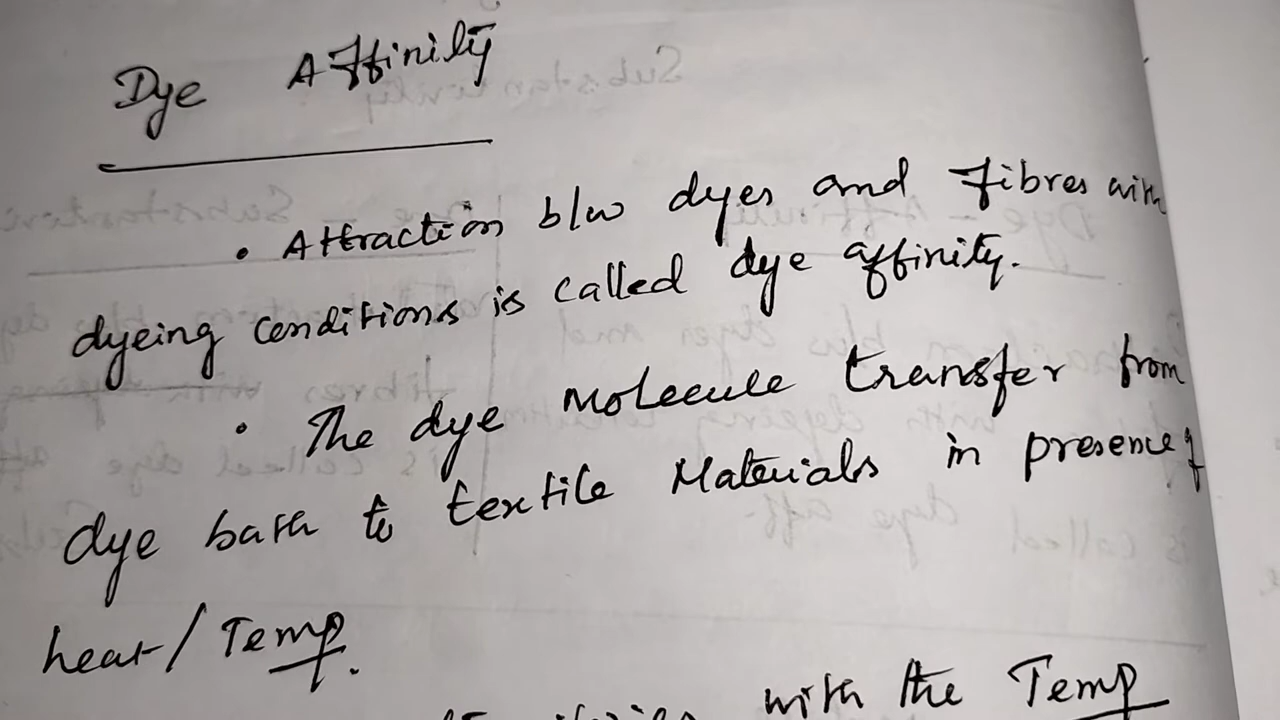 Dye Affinity
• Attraction b/w dyes and fibres with
dyeing conditions is called dye affinity.
• The dye molecule transfer from
dye bath to textile Materials in presence of
heat/Temp.
with the Temp